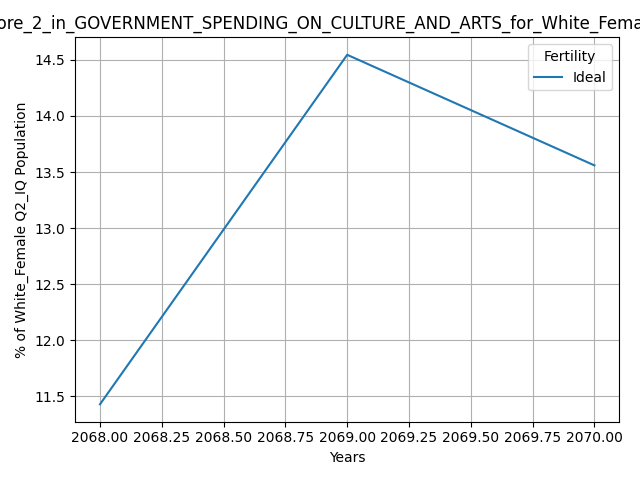 ore_2_in_GOVERNMENT_SPENDING_ON_CULTURE_AND_ARTS_for_White_Fema
Fertility
Ideal
14.5
14.0
13.5
13.0
12.5
12.0
11.5
% of White_Female Q2_IQ Population
2068.00 2068.25 2068.50 2068.75 2069.00 2069.25 2069.50 2069.75 2070.00
Years